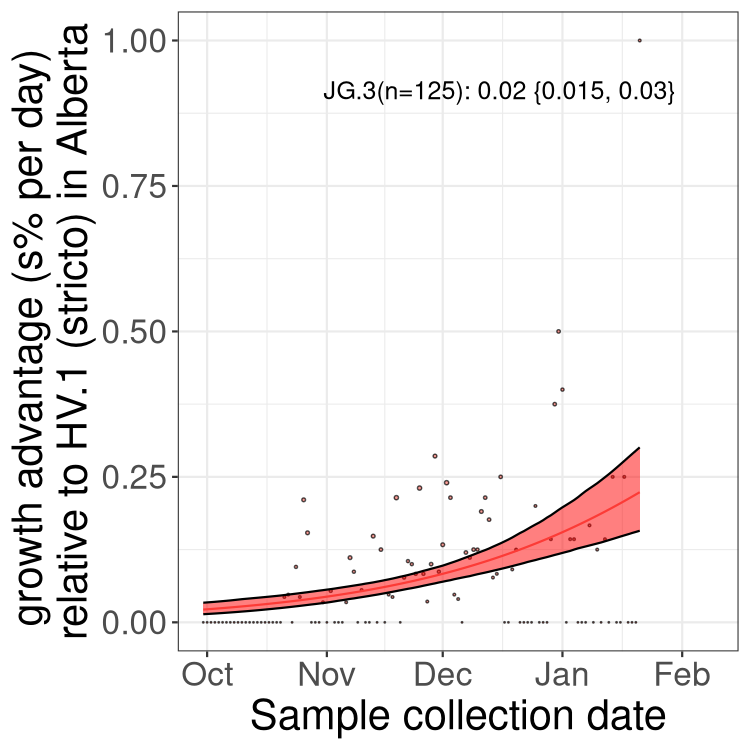 growth advantage (s% per day)
relative to HV.1 (stricto) in Alberta
1.00
0.75
0.50
0.25
0.00
JG.3(n=125): 0.02 {0.015, 0.03}
Oct Nov Dec Jan Feb
Sample collection date